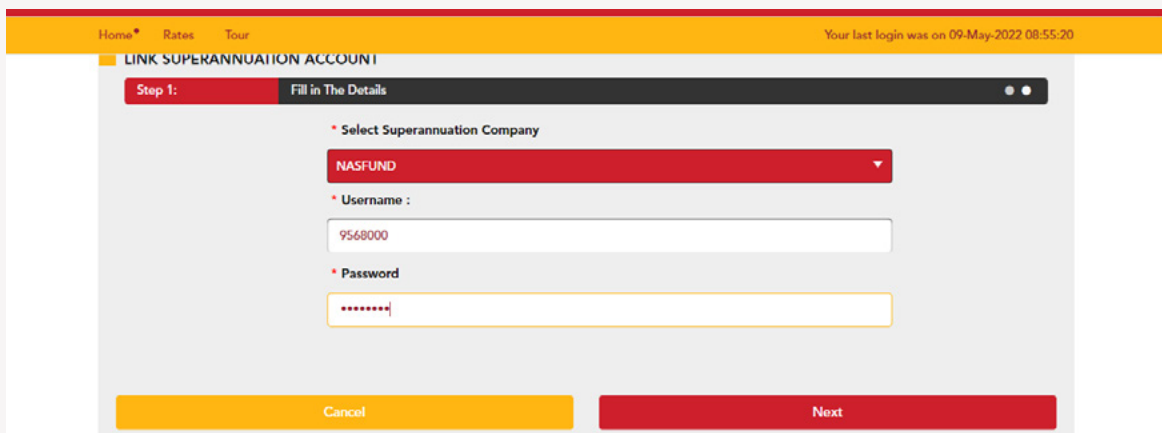 Home Rates Tour Your last login was on 09-May-2022 08:55:20
LINK SUPERANNUATION ACCOUNT
Step 1: Fill in The Details
* Select Superannuation Company
NASFUND
* Username :
9568000
* Password
••••••••
Cancel Next